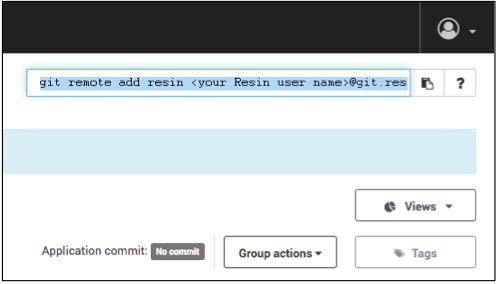 git remote add resin <your Resin user name>@git.res
?
Views
Application commit: No commit
Group actions
Tags